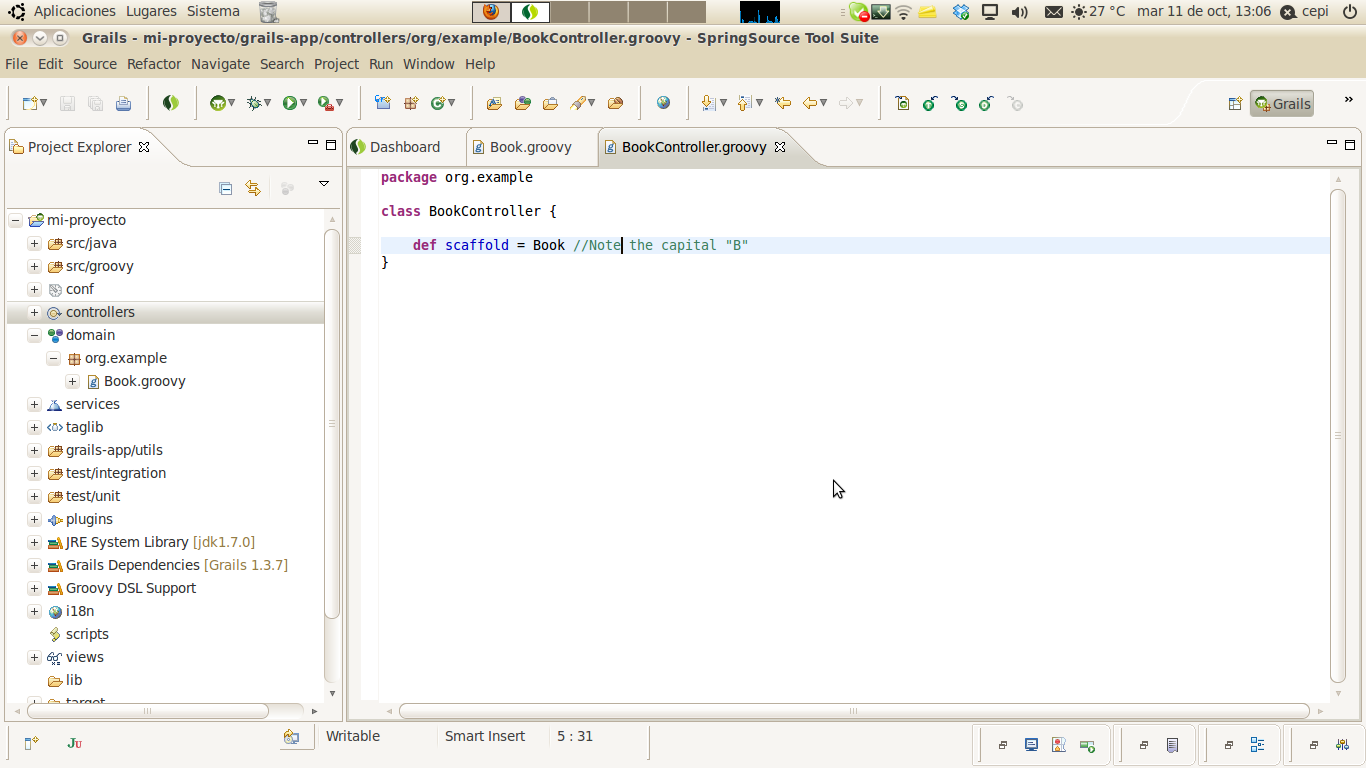 Aplicaciones Lugares Sistema 27 °C mar 11 de oct, 13:06 cepi
Grails - mi-proyecto/grails-app/controllers/org/example/BookController.groovy - SpringSource Tool Suite
File Edit Source Refactor Navigate Search Project Run Window Help
Grails
Project Explorer
Dashboard Book.groovy BookController.groovy
mi-proyecto
src/java
src/groovy
conf
controllers
domain
org.example
Book.groovy
services
taglib
grails-app/utils
test/integration
test/unit
plugins
JRE System Library [jdk1.7.0]
Grails Dependencies [Grails 1.3.7]
Groovy DSL Support
i18n
scripts
views
lib
target
package org.example
class BookController {
def scaffold = Book //Note the capital "B"
}
Writable Smart Insert 5 : 31